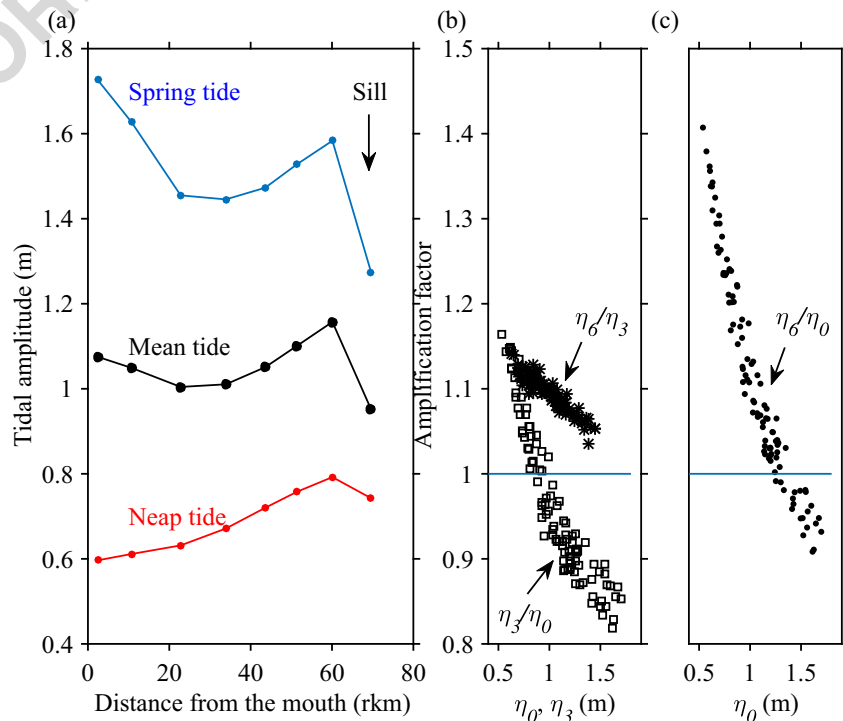 (a)
(b)
(c)
1.8
1.6
1.4
1.2
1
0.8
0.6
0.4
Tidal amplitude (m)
Spring tide
Sill
Mean tide
Neap tide
0 20 40 60 80
Distance from the mouth (rkm)
1.5
1.4
1.3
1.2
1.1
1
0.9
0.8
Amplification factor
η6/η3
η3/η0
0.5 1 1.5
η0, η3 (m)
η6/η0
0.5 1 1.5
η0 (m)